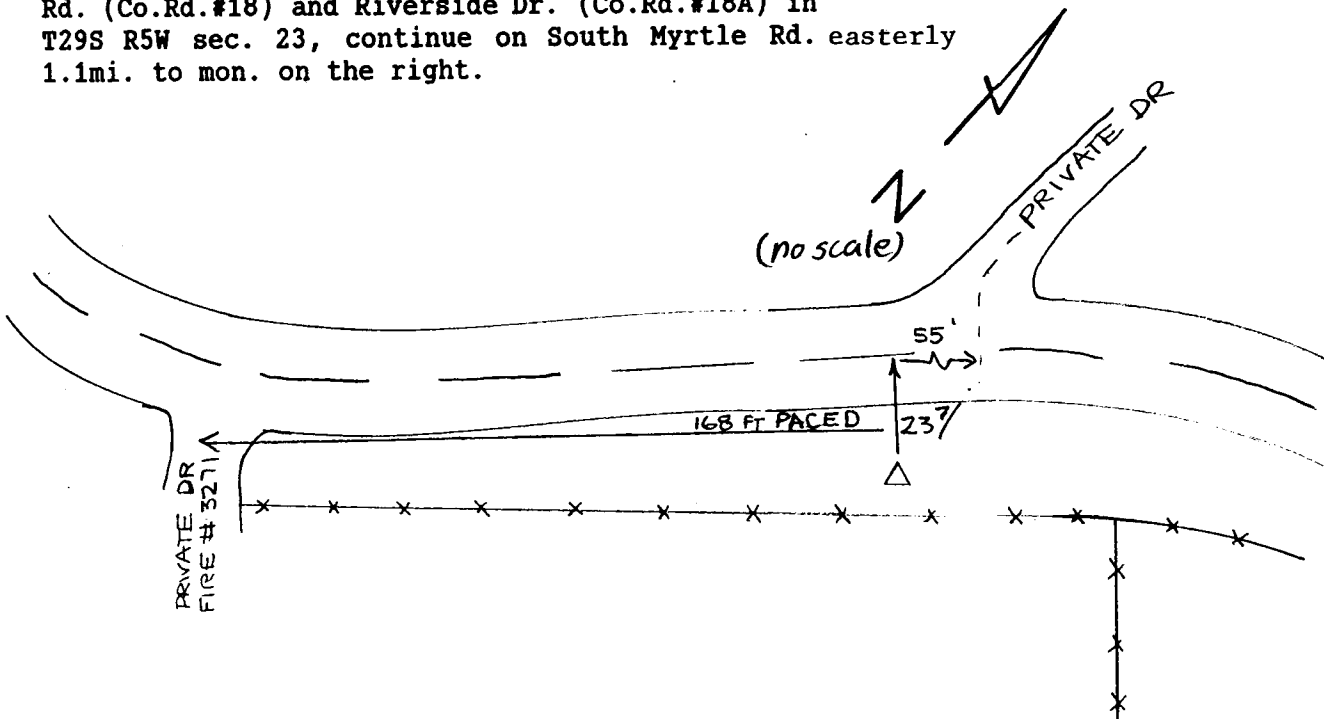 Rd. (Co.Rd.#18) and Riverside Dr. (Co.Rd.#18A) in
T29S R5W sec. 23, continue on South Myrtle Rd. easterly
1.1mi. to mon. on the right.
N
(no scale)
PRIVATE DR
55'
168 FT PACED
237/
PRIVATE DR
FIRE # 3271